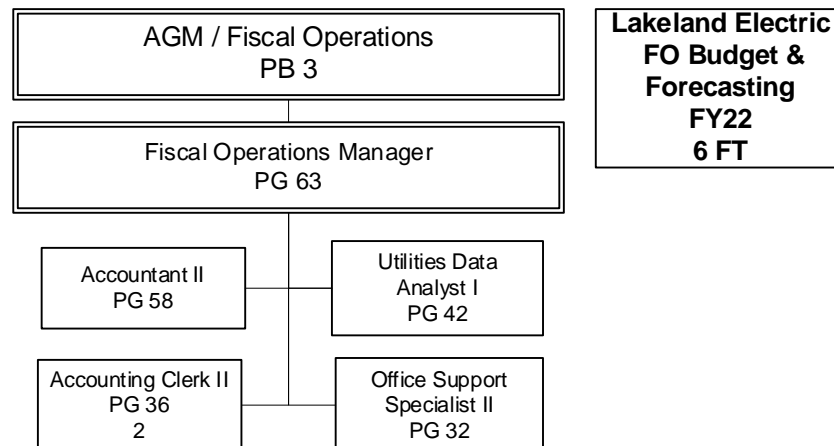 AGM / Fiscal Operations
PB 3
Lakeland Electric
FO Budget &
Forecasting
FY22
6 FT
Fiscal Operations Manager
PG 63
Accountant II
PG 58
Utilities Data
Analyst I
PG 42
Accounting Clerk II
PG 36
2
Office Support
Specialist II
PG 32